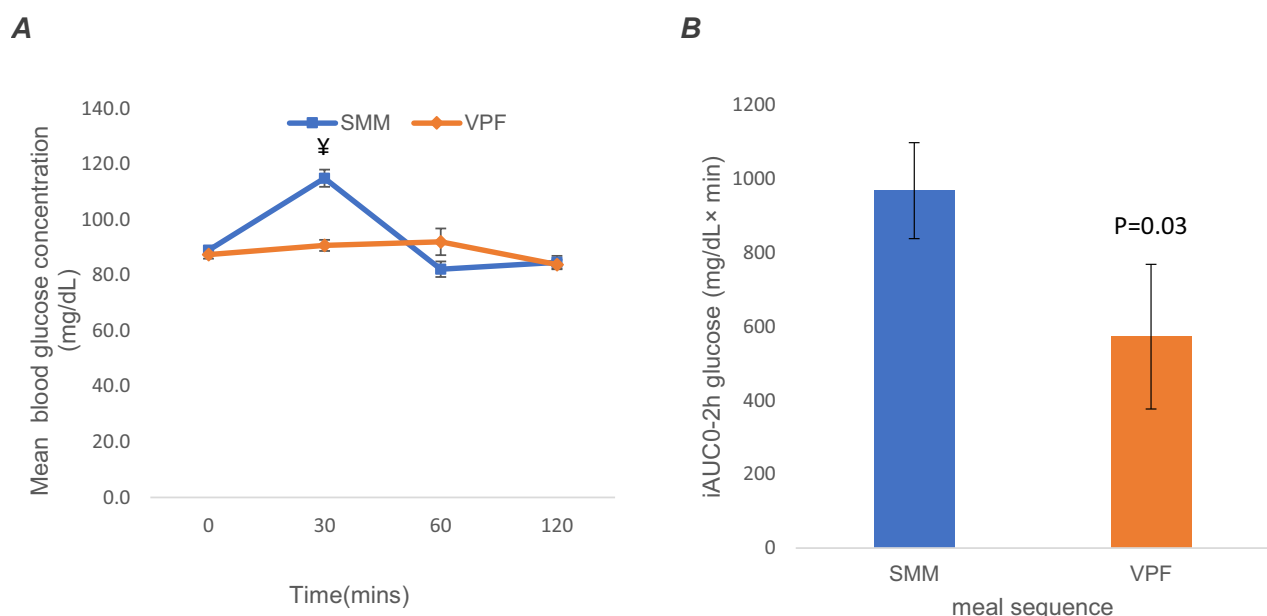 A
Mean blood glucose concentration
(mg/dL)
140.0
120.0
100.0
80.0
60.0
40.0
20.0
0.0
SMM
VPF
¥
0
30
60
120
Time(mins)
B
iAUC0-2h glucose (mg/dL× min)
1200
1000
800
600
400
200
0
P=0.03
SMM
VPF
meal sequence